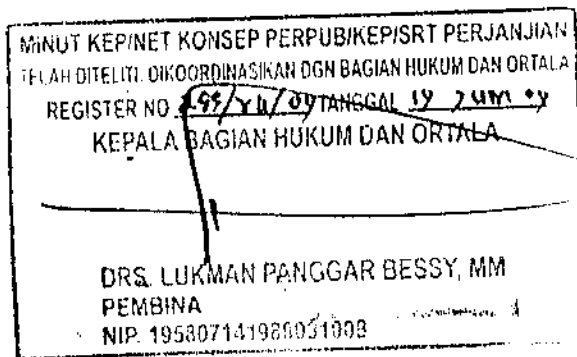 MINUT KEP/NET KONSEP PERPUB/KEP/SRT PERJANJIAN
TELAH DITELITI. DIKOORDINASIKAN DGN BAGIAN HUKUM DAN ORTALA
REGISTER NO TANGGAL 19
KEPALA BAGIAN HUKUM DAN ORTALA
DRS. LUKMAN PANGGAR BESSY, MM
PEMBINA
NIP.